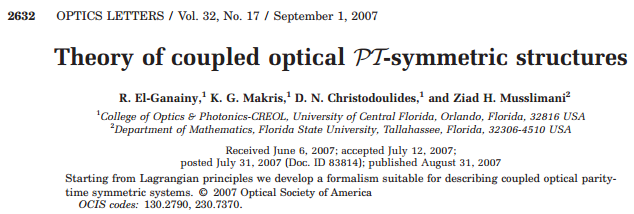 2632 OPTICS LETTERS / Vol. 32, No. 17 / September 1, 2007
Theory of coupled optical 𝒫𝒯-symmetric structures
R. El-Ganainy,¹ K. G. Makris,¹ D. N. Christodoulides,¹ and Ziad H. Musslimani²
¹College of Optics & Photonics-CREOL, University of Central Florida, Orlando, Florida, 32816 USA
²Department of Mathematics, Florida State University, Tallahassee, Florida, 32306-4510 USA
Received June 6, 2007; accepted July 12, 2007;
posted July 31, 2007 (Doc. ID 83814); published August 31, 2007
Starting from Lagrangian principles we develop a formalism suitable for describing coupled optical parity-
time symmetric systems. © 2007 Optical Society of America
OCIS codes: 130.2790, 230.7370.